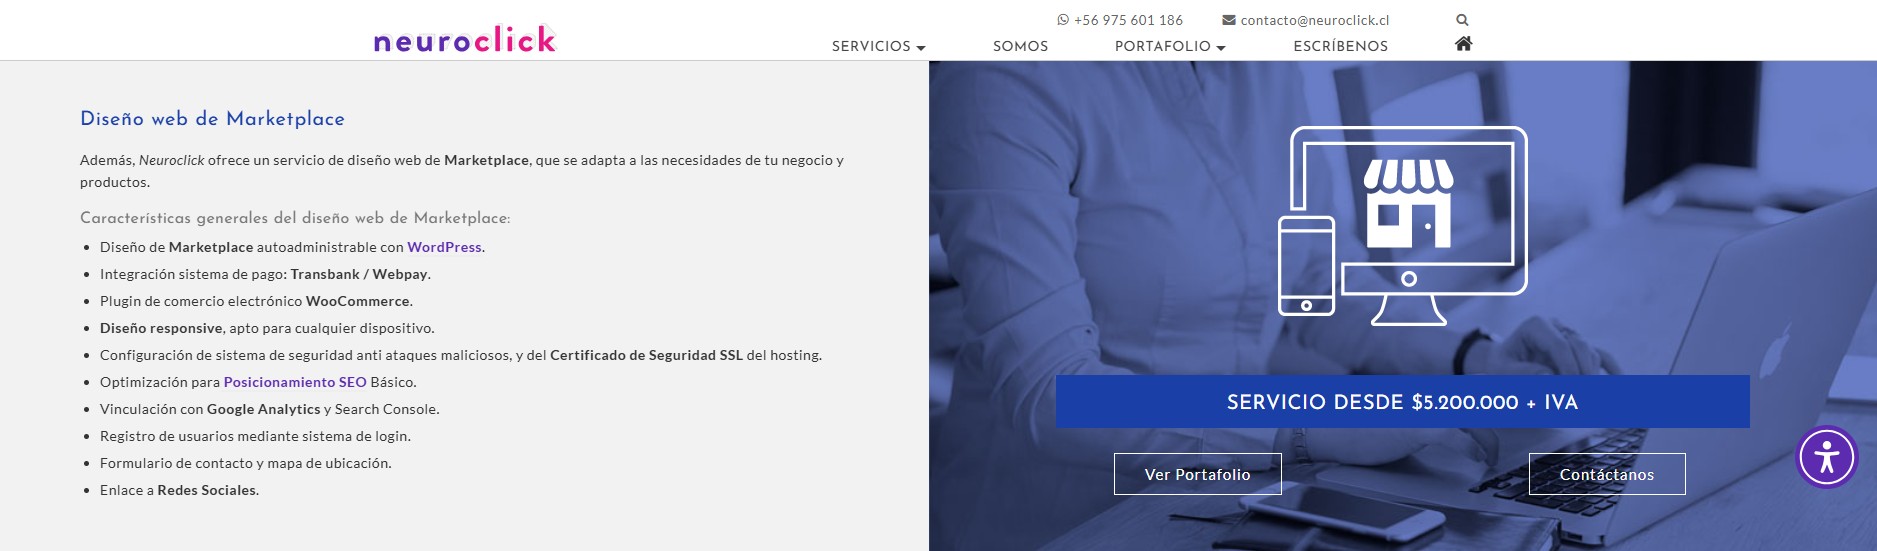 neuroclick
+56 975 601 186 contacto@neuroclick.cl
SERVICIOS SOMOS PORTAFOLIO ESCRÍBENOS
Diseño web de Marketplace
Además, Neuroclick ofrece un servicio de diseño web de Marketplace, que se adapta a las necesidades de tu negocio y
productos.
Características generales del diseño web de Marketplace:
Diseño de Marketplace autoadministrable con WordPress.
Integración sistema de pago: Transbank / Webpay.
Plugin de comercio electrónico WooCommerce.
Diseño responsive, apto para cualquier dispositivo.
Configuración de sistema de seguridad anti ataques maliciosos, y del Certificado de Seguridad SSL del hosting.
Optimización para Posicionamiento SEO Básico.
Vinculación con Google Analytics y Search Console.
Registro de usuarios mediante sistema de login.
Formulario de contacto y mapa de ubicación.
Enlace a Redes Sociales.
SERVICIO DESDE $5.200.000 + IVA
Ver Portafolio
Contáctanos